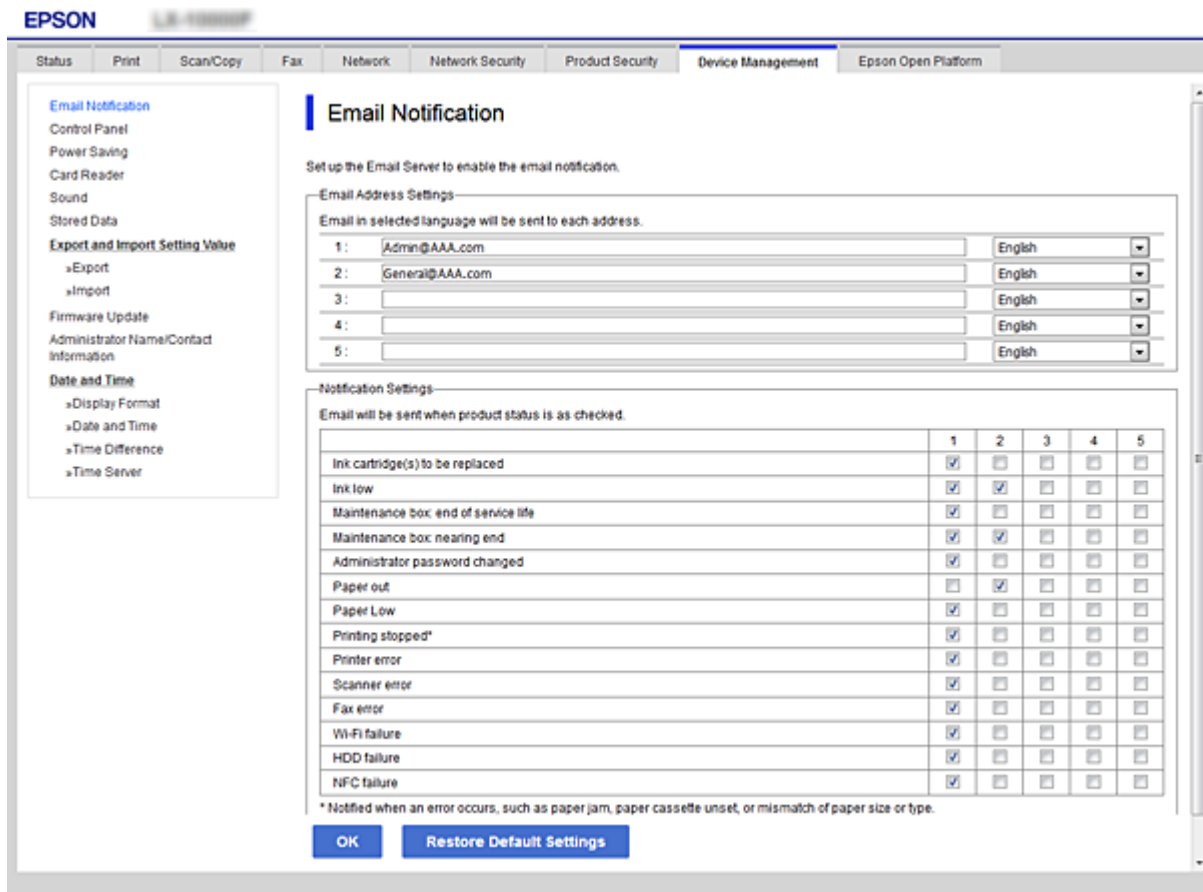 EPSON
Status Print Scan/Copy Fax Network Network Security Product Security Device Management Epson Open Platform
Email Notification
Control Panel
Power Saving
Card Reader
Sound
Stored Data
Export and Import Setting Value
»Export
»Import
Firmware Update
Administrator Name/Contact
Information
Date and Time
»Display Format
»Date and Time
»Time Difference
»Time Server
Email Notification
Set up the Email Server to enable the email notification.
Email Address Settings
Email in selected language will be sent to each address.
1 : Admin@AAA.com English
2 : General@AAA.com English
3 : English
4 : English
5 : English
Notification Settings
Email will be sent when product status is as checked.
1 2 3 4 5
Ink cartridge(s) to be replaced
Ink low
Maintenance box: end of service life
Maintenance box: nearing end
Administrator password changed
Paper out
Paper Low
Printing stopped*
Printer error
Scanner error
Fax error
Wi-Fi failure
HDD failure
NFC failure
* Notified when an error occurs, such as paper jam, paper cassette unset, or mismatch of paper size or type.
OK Restore Default Settings